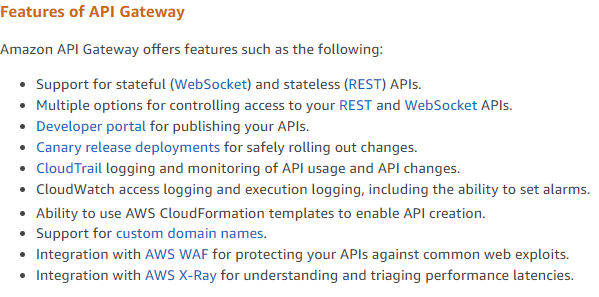 Features of API Gateway
Amazon API Gateway offers features such as the following:
• Support for stateful (WebSocket) and stateless (REST) APIs.
• Multiple options for controlling access to your REST and WebSocket APIs.
• Developer portal for publishing your APIs.
• Canary release deployments for safely rolling out changes.
• CloudTrail logging and monitoring of API usage and API changes.
• CloudWatch access logging and execution logging, including the ability to set alarms.
• Ability to use AWS CloudFormation templates to enable API creation.
• Support for custom domain names.
• Integration with AWS WAF for protecting your APIs against common web exploits.
• Integration with AWS X-Ray for understanding and triaging performance latencies.